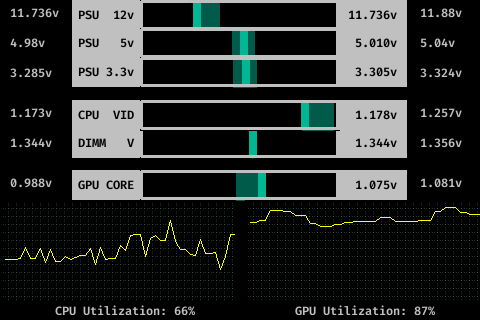 11.736v PSU 12v 11.736v 11.88v
4.98v PSU 5v 5.010v 5.04v
3.285v PSU 3.3v 3.305v 3.324v
1.173v CPU VID 1.178v 1.257v
1.344v DIMM V 1.344v 1.356v
0.988v GPU CORE 1.075v 1.081v
CPU Utilization: 66% GPU Utilization: 87%